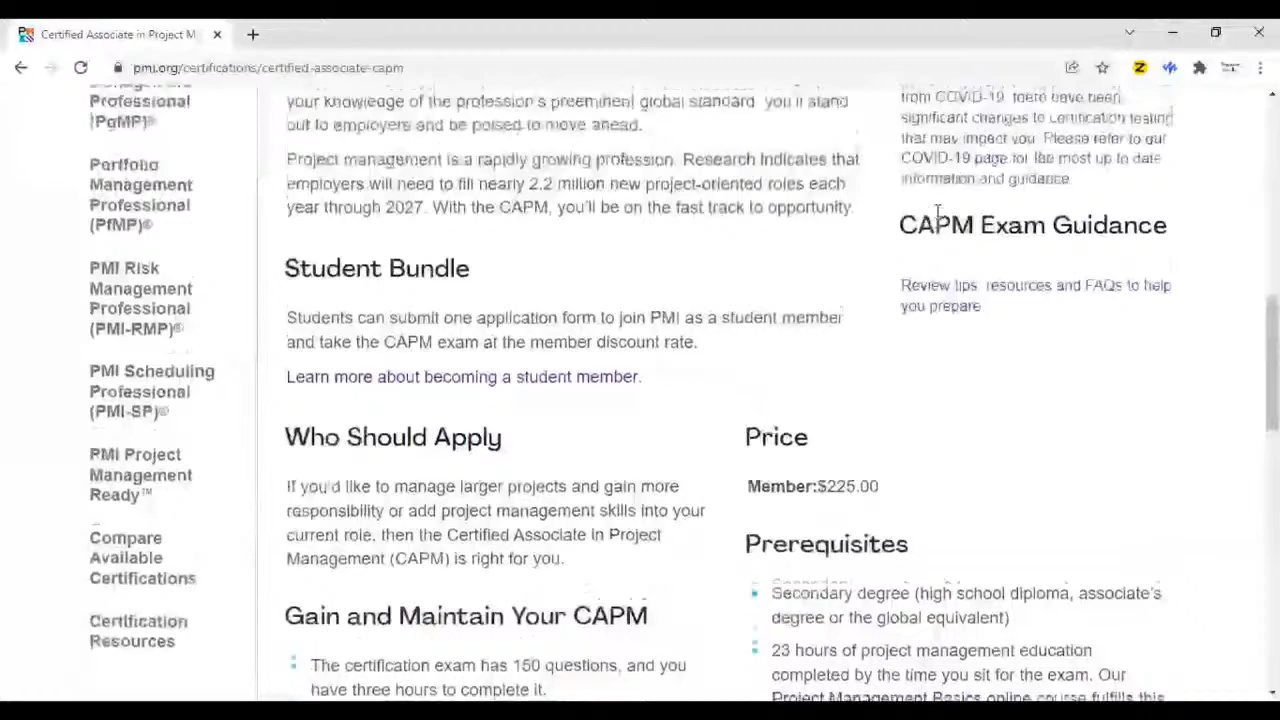 Certified Associate in Project M
pmi.org/certifications/certified-associate-capm
Professional
(PgMP)®
Portfolio
Management
Professional
(PfMP)®
PMI Risk
Management
Professional
(PMI-RMP)®
PMI Scheduling
Professional
(PMI-SP)®
PMI Project
Management
Ready™
Compare
Available
Certifications
Certification
Resources
your knowledge of the profession's preeminent global standard you'll stand
out to employers and be poised to move ahead.
Project management is a rapidly growing profession. Research indicates that
employers will need to fill nearly 2.2 million new project-oriented roles each
year through 2027. With the CAPM, you'll be on the fast track to opportunity.
Student Bundle
Students can submit one application form to join PMI as a student member
and take the CAPM exam at the member discount rate.
Learn more about becoming a student member.
Who Should Apply
If you'd like to manage larger projects and gain more
responsibility or add project management skills into your
current role, then the Certified Associate in Project
Management (CAPM) is right for you.
Gain and Maintain Your CAPM
The certification exam has 150 questions, and you
have three hours to complete it.
from COVID-19 there have been
significant changes to certification testing
that may impact you. Please refer to our
COVID-19 page for the most up to date
information and guidance
CAPM Exam Guidance
Review tips resources and FAQs to help
you prepare
Price
Member:$225.00
Prerequisites
Secondary degree (high school diploma, associate's
degree or the global equivalent)
23 hours of project management education
completed by the time you sit for the exam. Our
Project Management Basics online course fulfills this